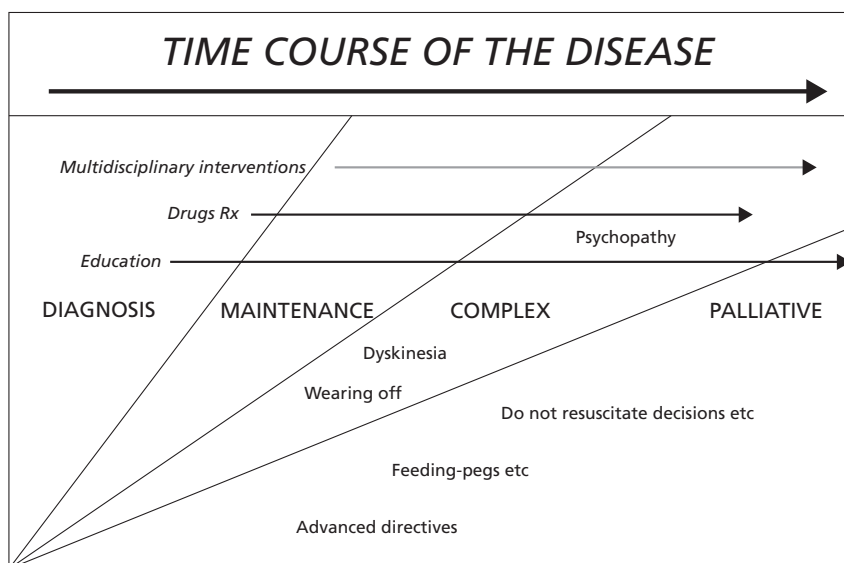 TIME COURSE OF THE DISEASE
Multidisciplinary interventions
Drugs Rx
Psychopathy
Education
DIAGNOSIS MAINTENANCE COMPLEX PALLIATIVE
Dyskinesia
Wearing off
Do not resuscitate decisions etc
Feeding-pegs etc
Advanced directives